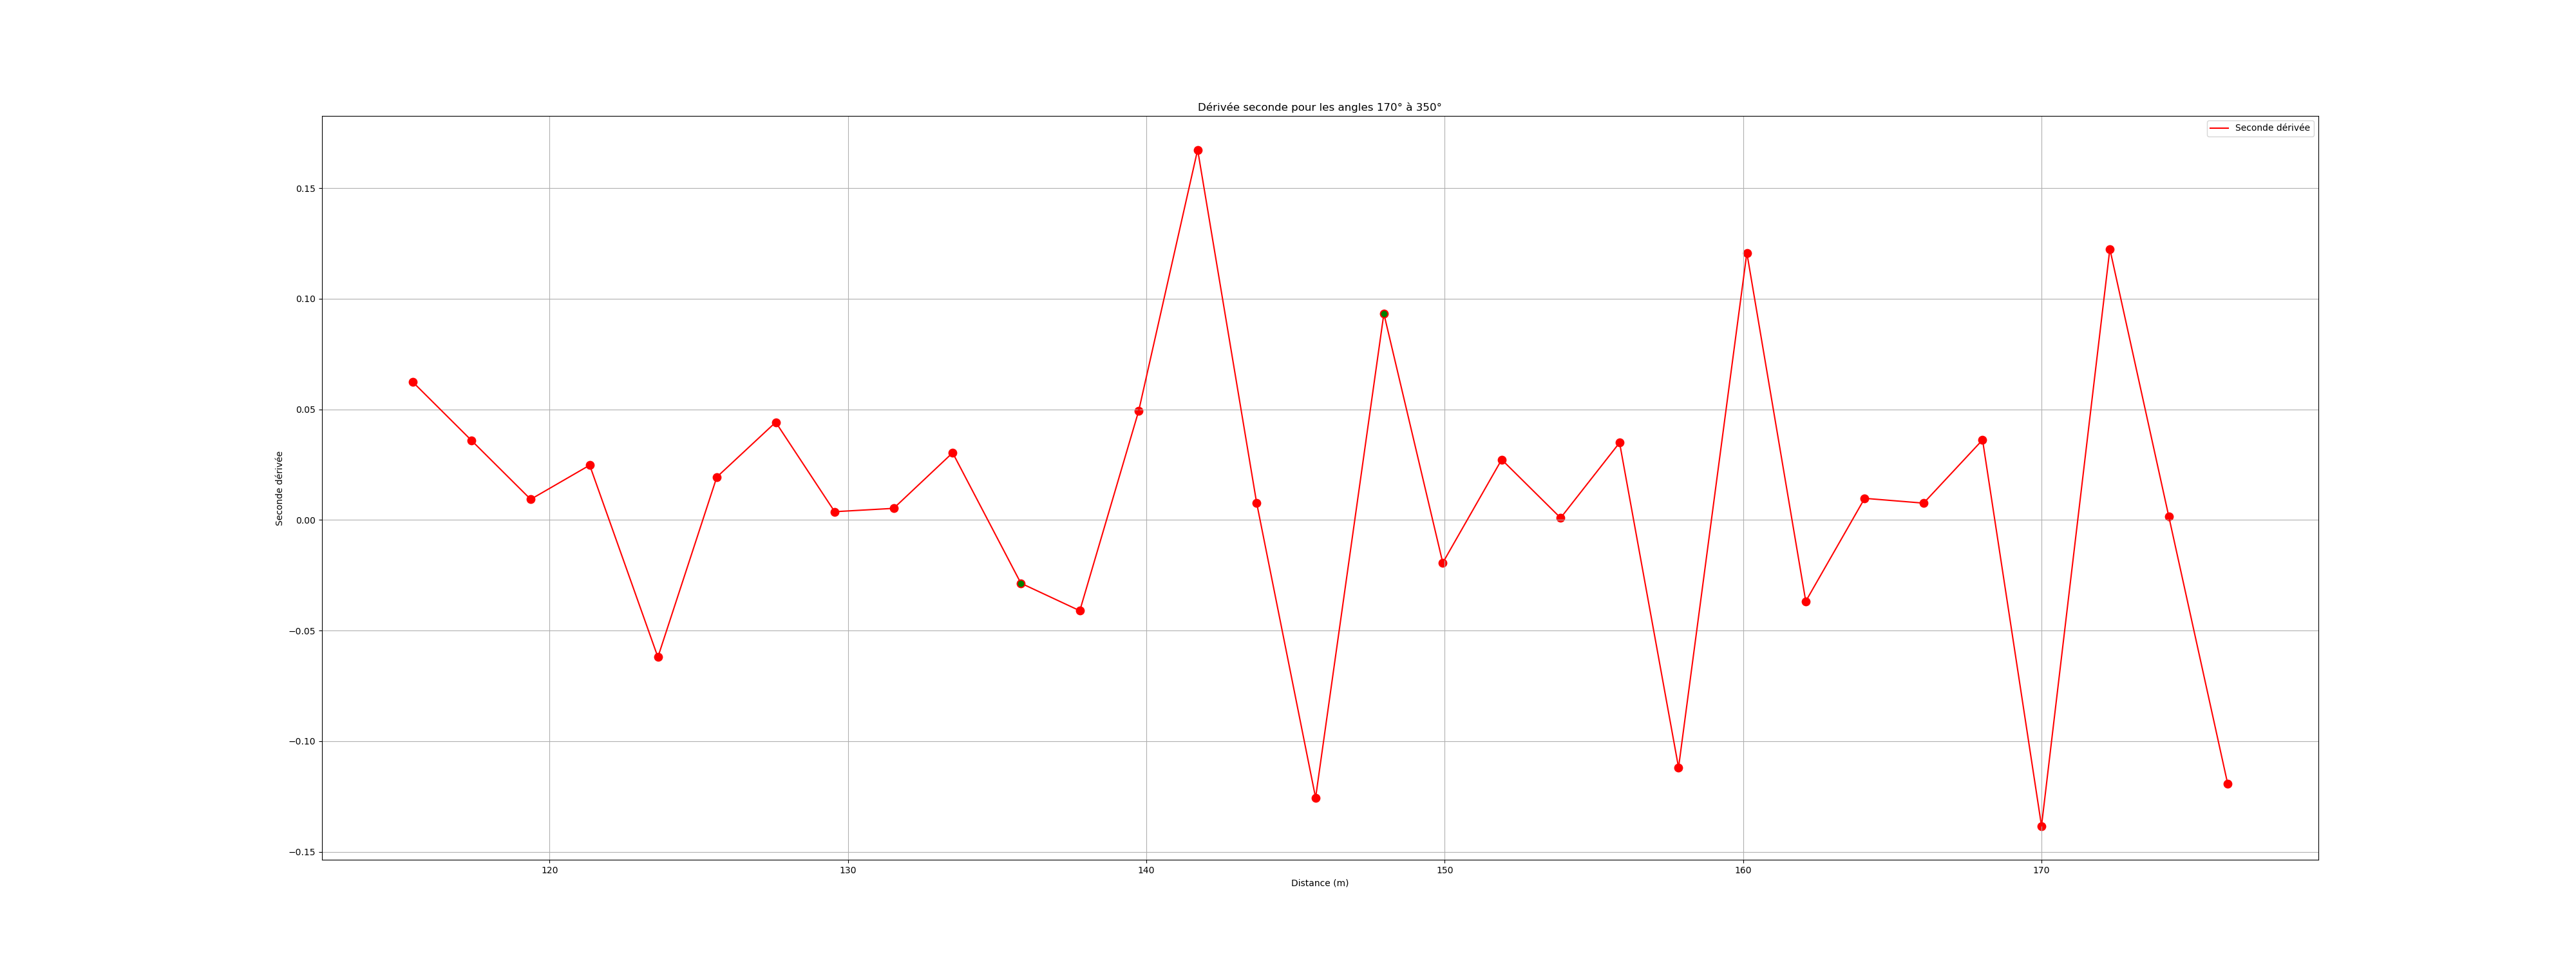 Dérivée seconde pour les angles 170° à 350°
Seconde dérivée
0.15
0.10
0.05
0.00
−0.05
−0.10
−0.15
Seconde dérivée
120 130 140 150 160 170
Distance (m)